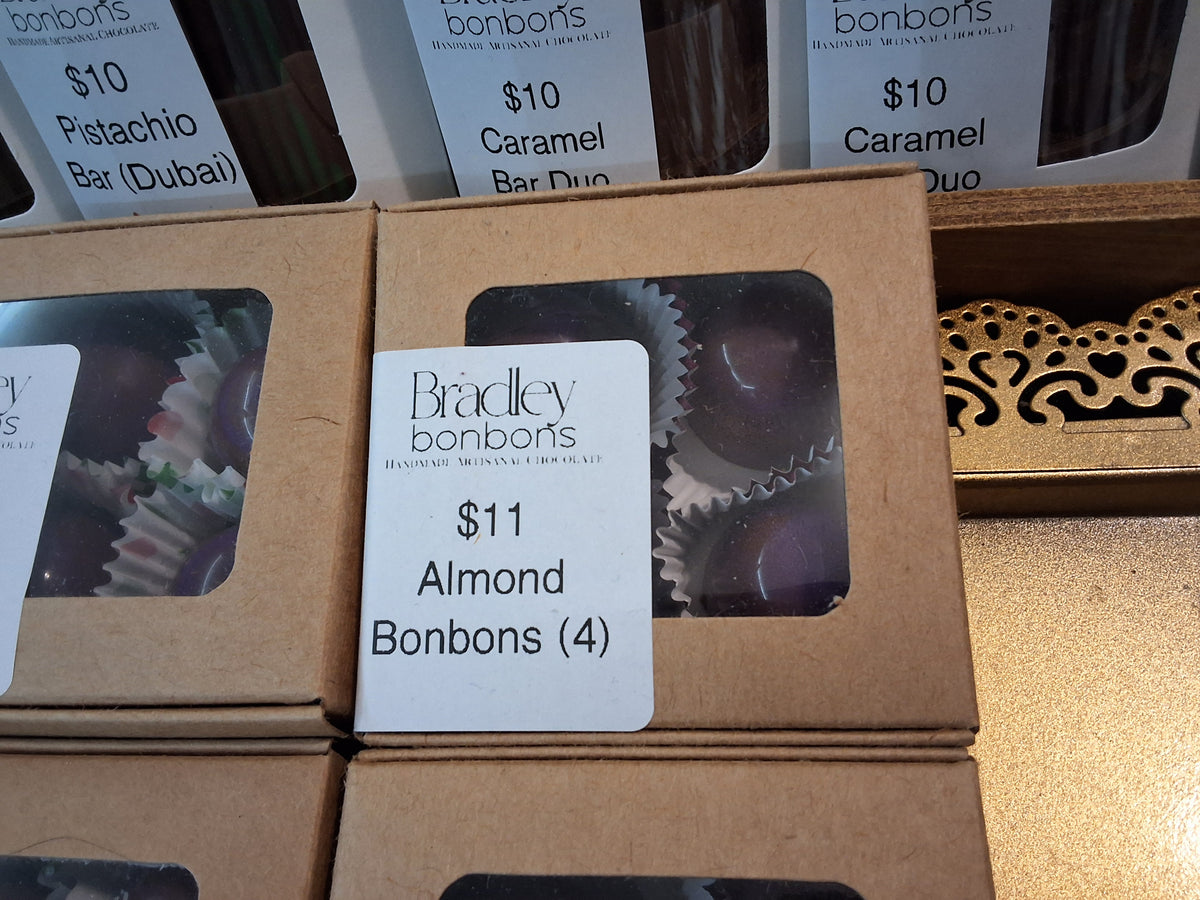 bonbons
HANDMADE ARTISANAL CHOCOLATE
$10
Pistachio
Bar (Dubai)
bonbons
HANDMADE ARTISANAL CHOCOLATE
$10
Caramel
Bar Duo
bonbons
HANDMADE ARTISANAL CHOCOLATE
$10
Caramel
Duo
Bradley
bonbons
HANDMADE ARTISANAL CHOCOLATE
$11
Almond
Bonbons (4)